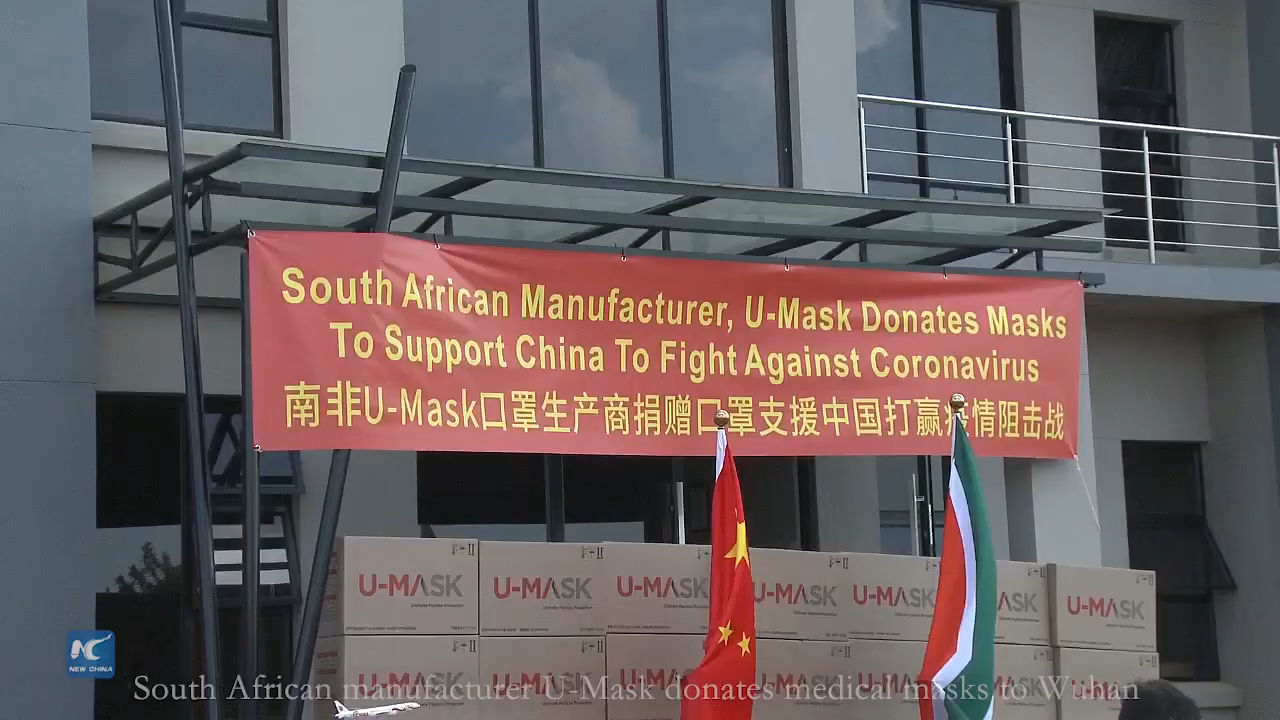 South African Manufacturer, U-Mask Donates Masks
To Support China To Fight Against Coronavirus
南非U-Mask口罩生产商捐赠口罩支援中国打赢疫情阻击战
U-MASK
U-MASK
U-MASK
U-MASK
U-MASK
ASK
U-MASK
NEW CHINA
South African manufacturer U-Mask donates medical masks to Wuhan